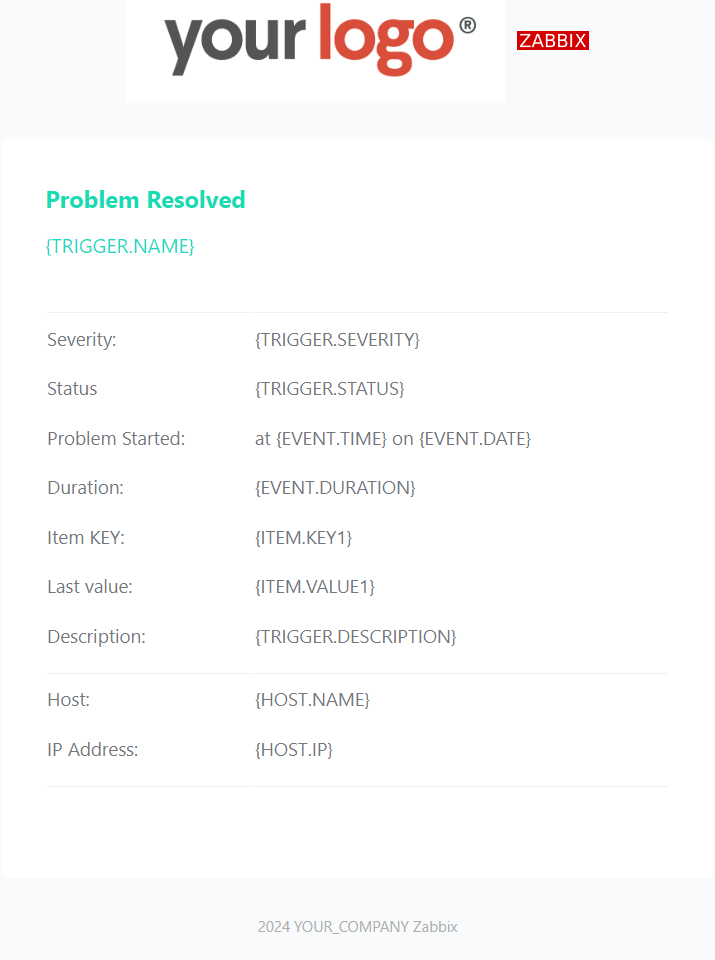 your logo® ZABBIX
Problem Resolved
{TRIGGER.NAME}
Severity: {TRIGGER.SEVERITY}
Status {TRIGGER.STATUS}
Problem Started: at {EVENT.TIME} on {EVENT.DATE}
Duration: {EVENT.DURATION}
Item KEY: {ITEM.KEY1}
Last value: {ITEM.VALUE1}
Description: {TRIGGER.DESCRIPTION}
Host: {HOST.NAME}
IP Address: {HOST.IP}
2024 YOUR_COMPANY Zabbix